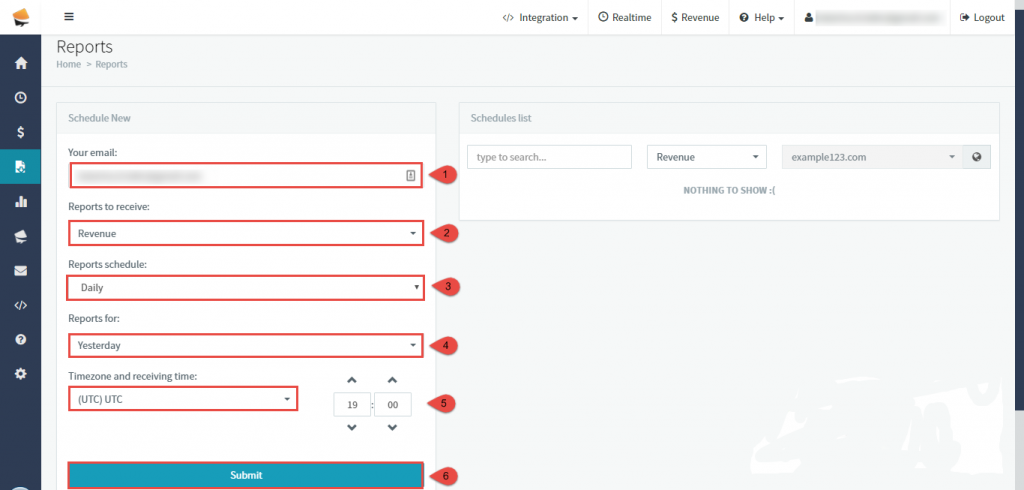 Integration
Realtime
$ Revenue
Help
Logout
Reports
Home > Reports
Schedule New
Your email:
1
Reports to receive:
Revenue
2
Reports schedule:
Daily
3
Reports for:
Yesterday
4
Timezone and receiving time:
(UTC) UTC
19 : 00
5
Submit
6
Schedules list
type to search...
Revenue
example123.com
NOTHING TO SHOW :(